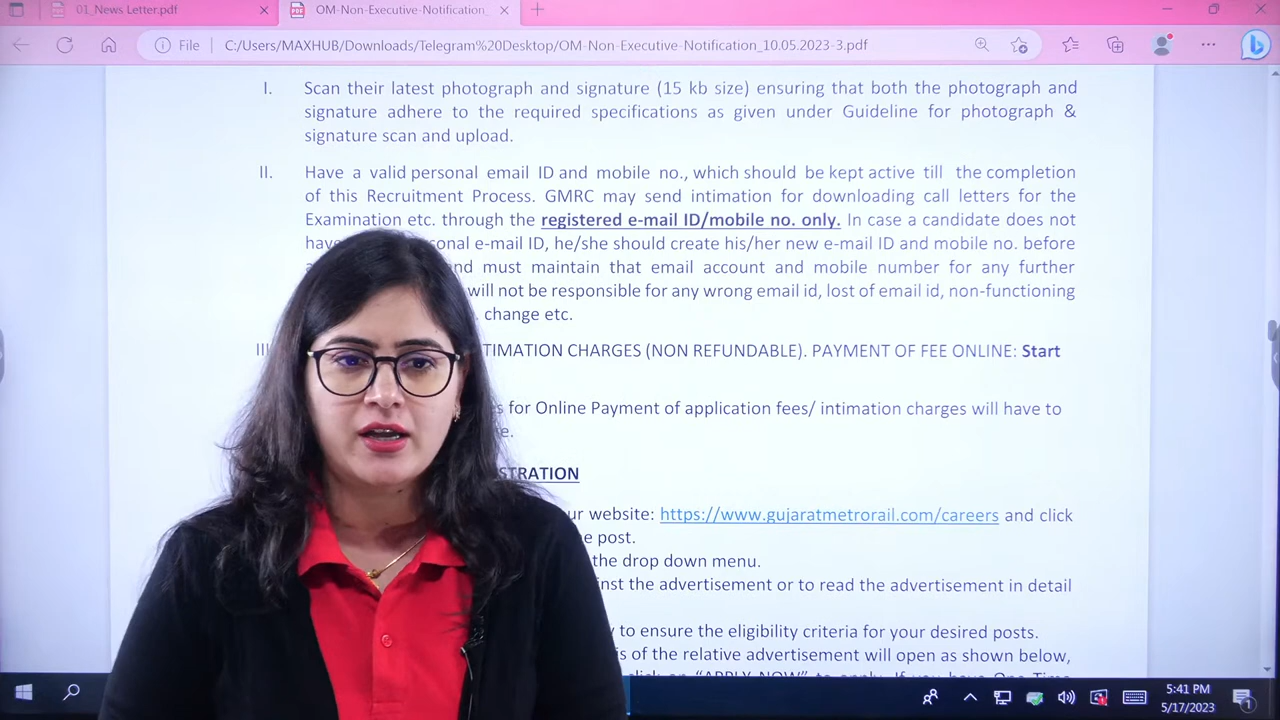 01_News Letter.pdf
OM-Non-Executive-Notification_
File
C:/Users/MAXHUB/Downloads/Telegram%20Desktop/OM-Non-Executive-Notification_10.05.2023-3.pdf
I. Scan their latest photograph and signature (15 kb size) ensuring that both the photograph and
signature adhere to the required specifications as given under Guideline for photograph &
signature scan and upload.
II. Have a valid personal email ID and mobile no., which should be kept active till the completion
of this Recruitment Process. GMRC may send intimation for downloading call letters for the
Examination etc. through the registered e-mail ID/mobile no. only. In case a candidate does not
e-mail ID, he/she should create his/her new e-mail ID and mobile no. before
must maintain that email account and mobile number for any further
will not be responsible for any wrong email id, lost of email id, non-functioning
change etc.
CHARGES (NON REFUNDABLE). PAYMENT OF FEE ONLINE: Start
for Online Payment of application fees/ intimation charges will have to
website: https://www.gujaratmetrorail.com/careers and click
post.
the drop down menu.
the advertisement or to read the advertisement in detail
to ensure the eligibility criteria for your desired posts.
of the relative advertisement will open as shown below,
5:41 PM
5/17/2023
1